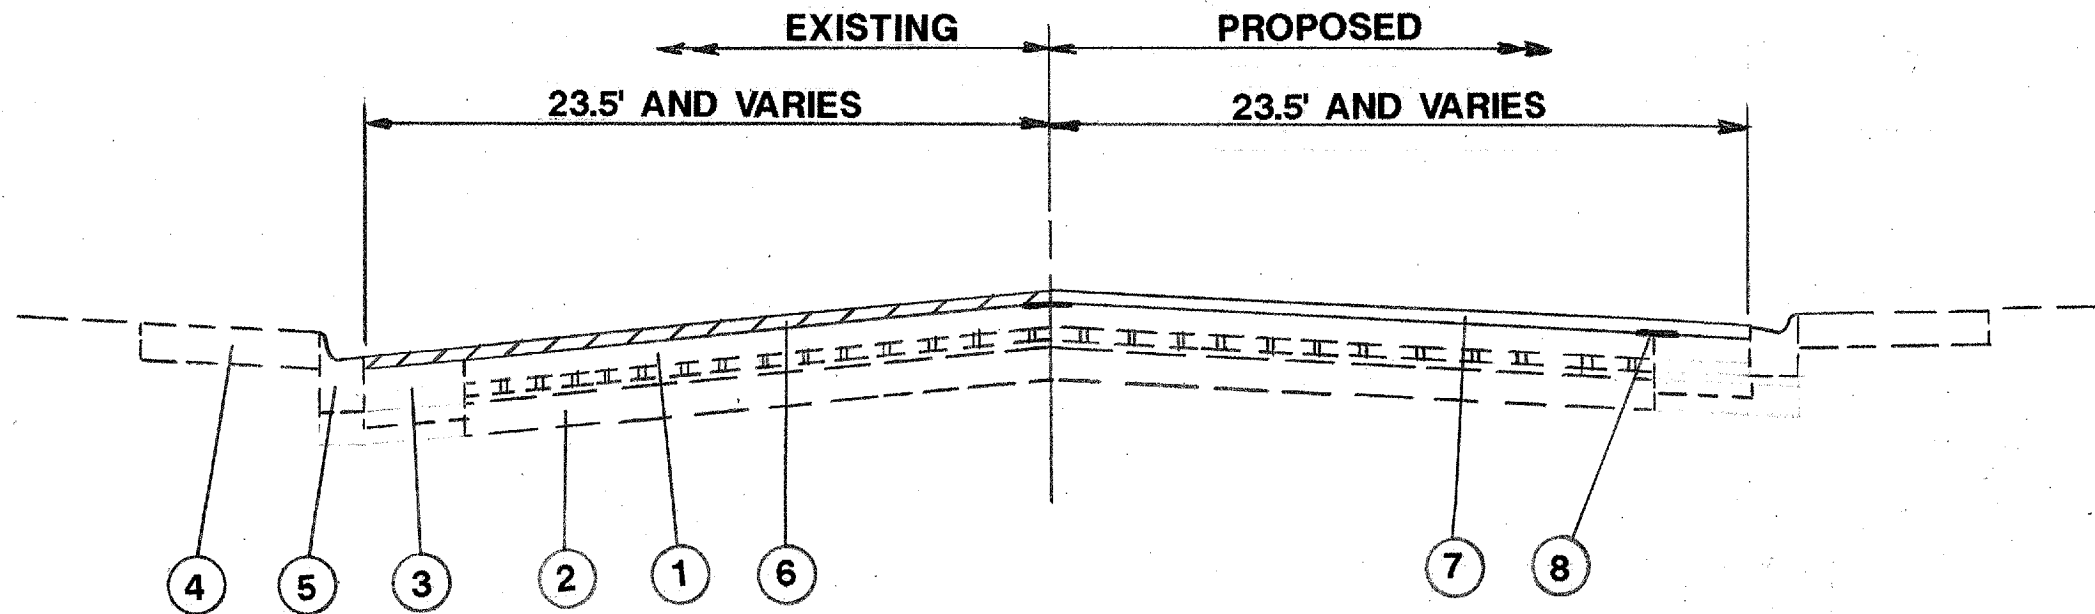 EXISTING PROPOSED
23.5' AND VARIES 23.5' AND VARIES
4 5 3 2 1 6 7 8